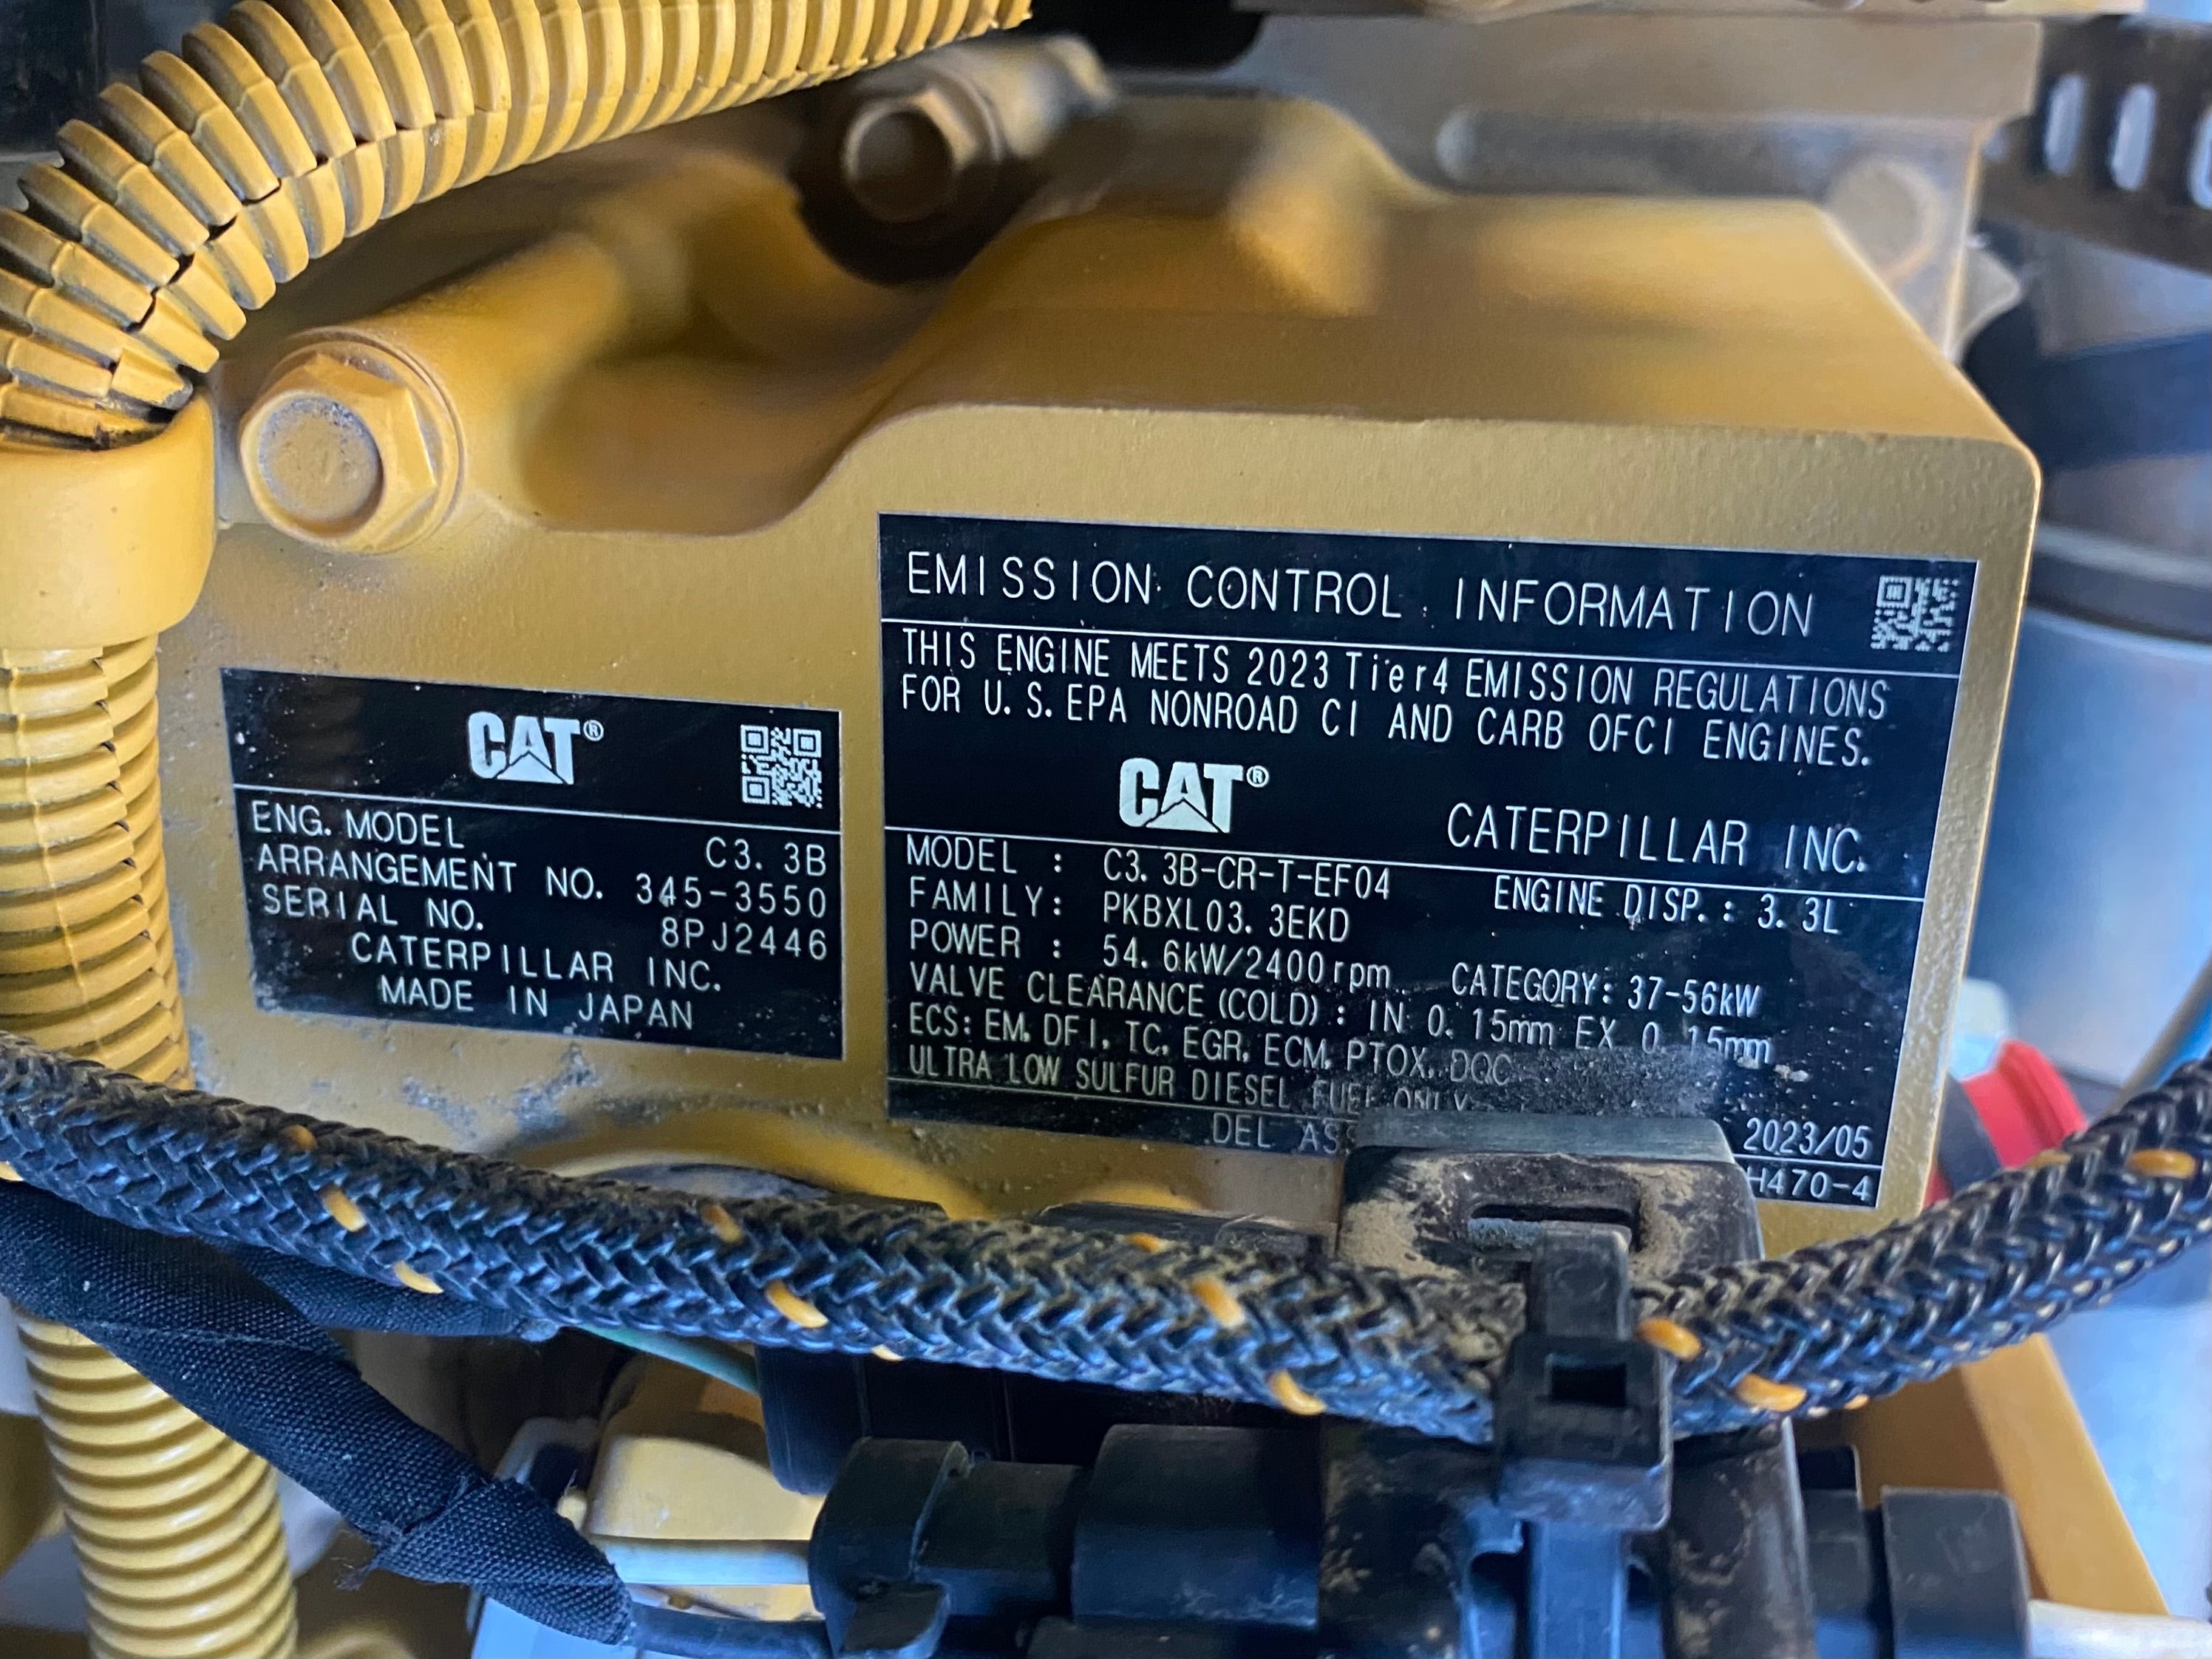 CAT®
ENG. MODEL C3.3B
ARRANGEMENT NO. 345-3550
SERIAL NO. 8PJ2446
CATERPILLAR INC.
MADE IN JAPAN
EMISSION CONTROL INFORMATION
THIS ENGINE MEETS 2023 Tier4 EMISSION REGULATIONS
FOR U.S.EPA NONROAD CI AND CARB OFCI ENGINES.
CAT® CATERPILLAR INC.
MODEL : C3.3B-CR-T-EF04 ENGINE DISP.: 3.3L
FAMILY: PKBXL03.3EKD
POWER : 54.6kW/2400rpm CATEGORY: 37-56kW
VALVE CLEARANCE (COLD) : IN 0.15mm EX 0.15mm
ECS: EM, DFI, TC, EGR, ECM, PTOX, DOC
ULTRA LOW SULFUR DIESEL FUEL ONLY
2023/05
H470-4